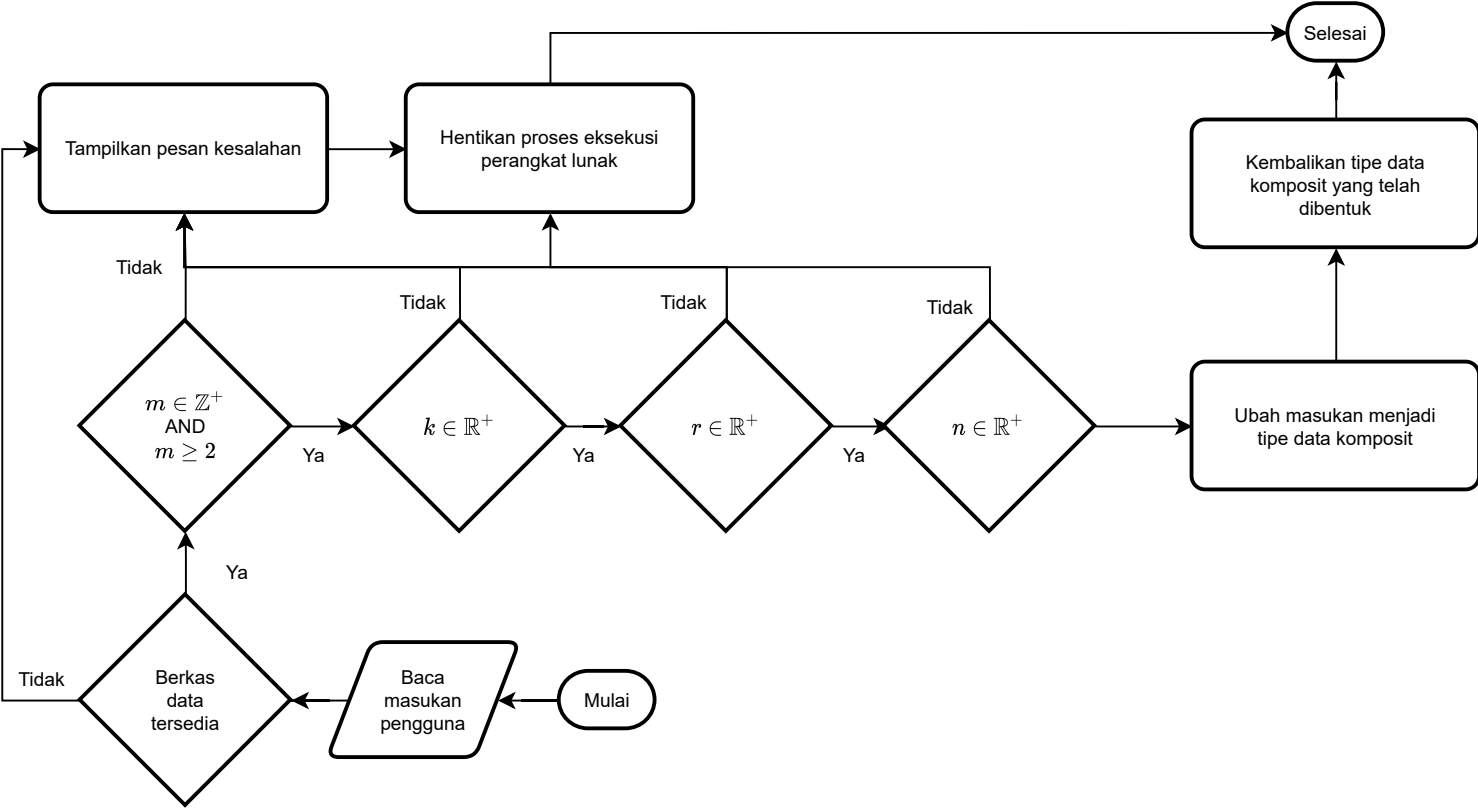 Selesai
Tampilkan pesan kesalahan
Hentikan proses eksekusi
perangkat lunak
Kembalikan tipe data
komposit yang telah
dibentuk
Tidak
Tidak
Tidak
Tidak
m ∈ ℤ⁺
AND
m ≥ 2
Ya
k ∈ ℝ⁺
Ya
r ∈ ℝ⁺
Ya
n ∈ ℝ⁺
Ubah masukan menjadi
tipe data komposit
Ya
Tidak
Berkas
data
tersedia
Baca
masukan
pengguna
Mulai